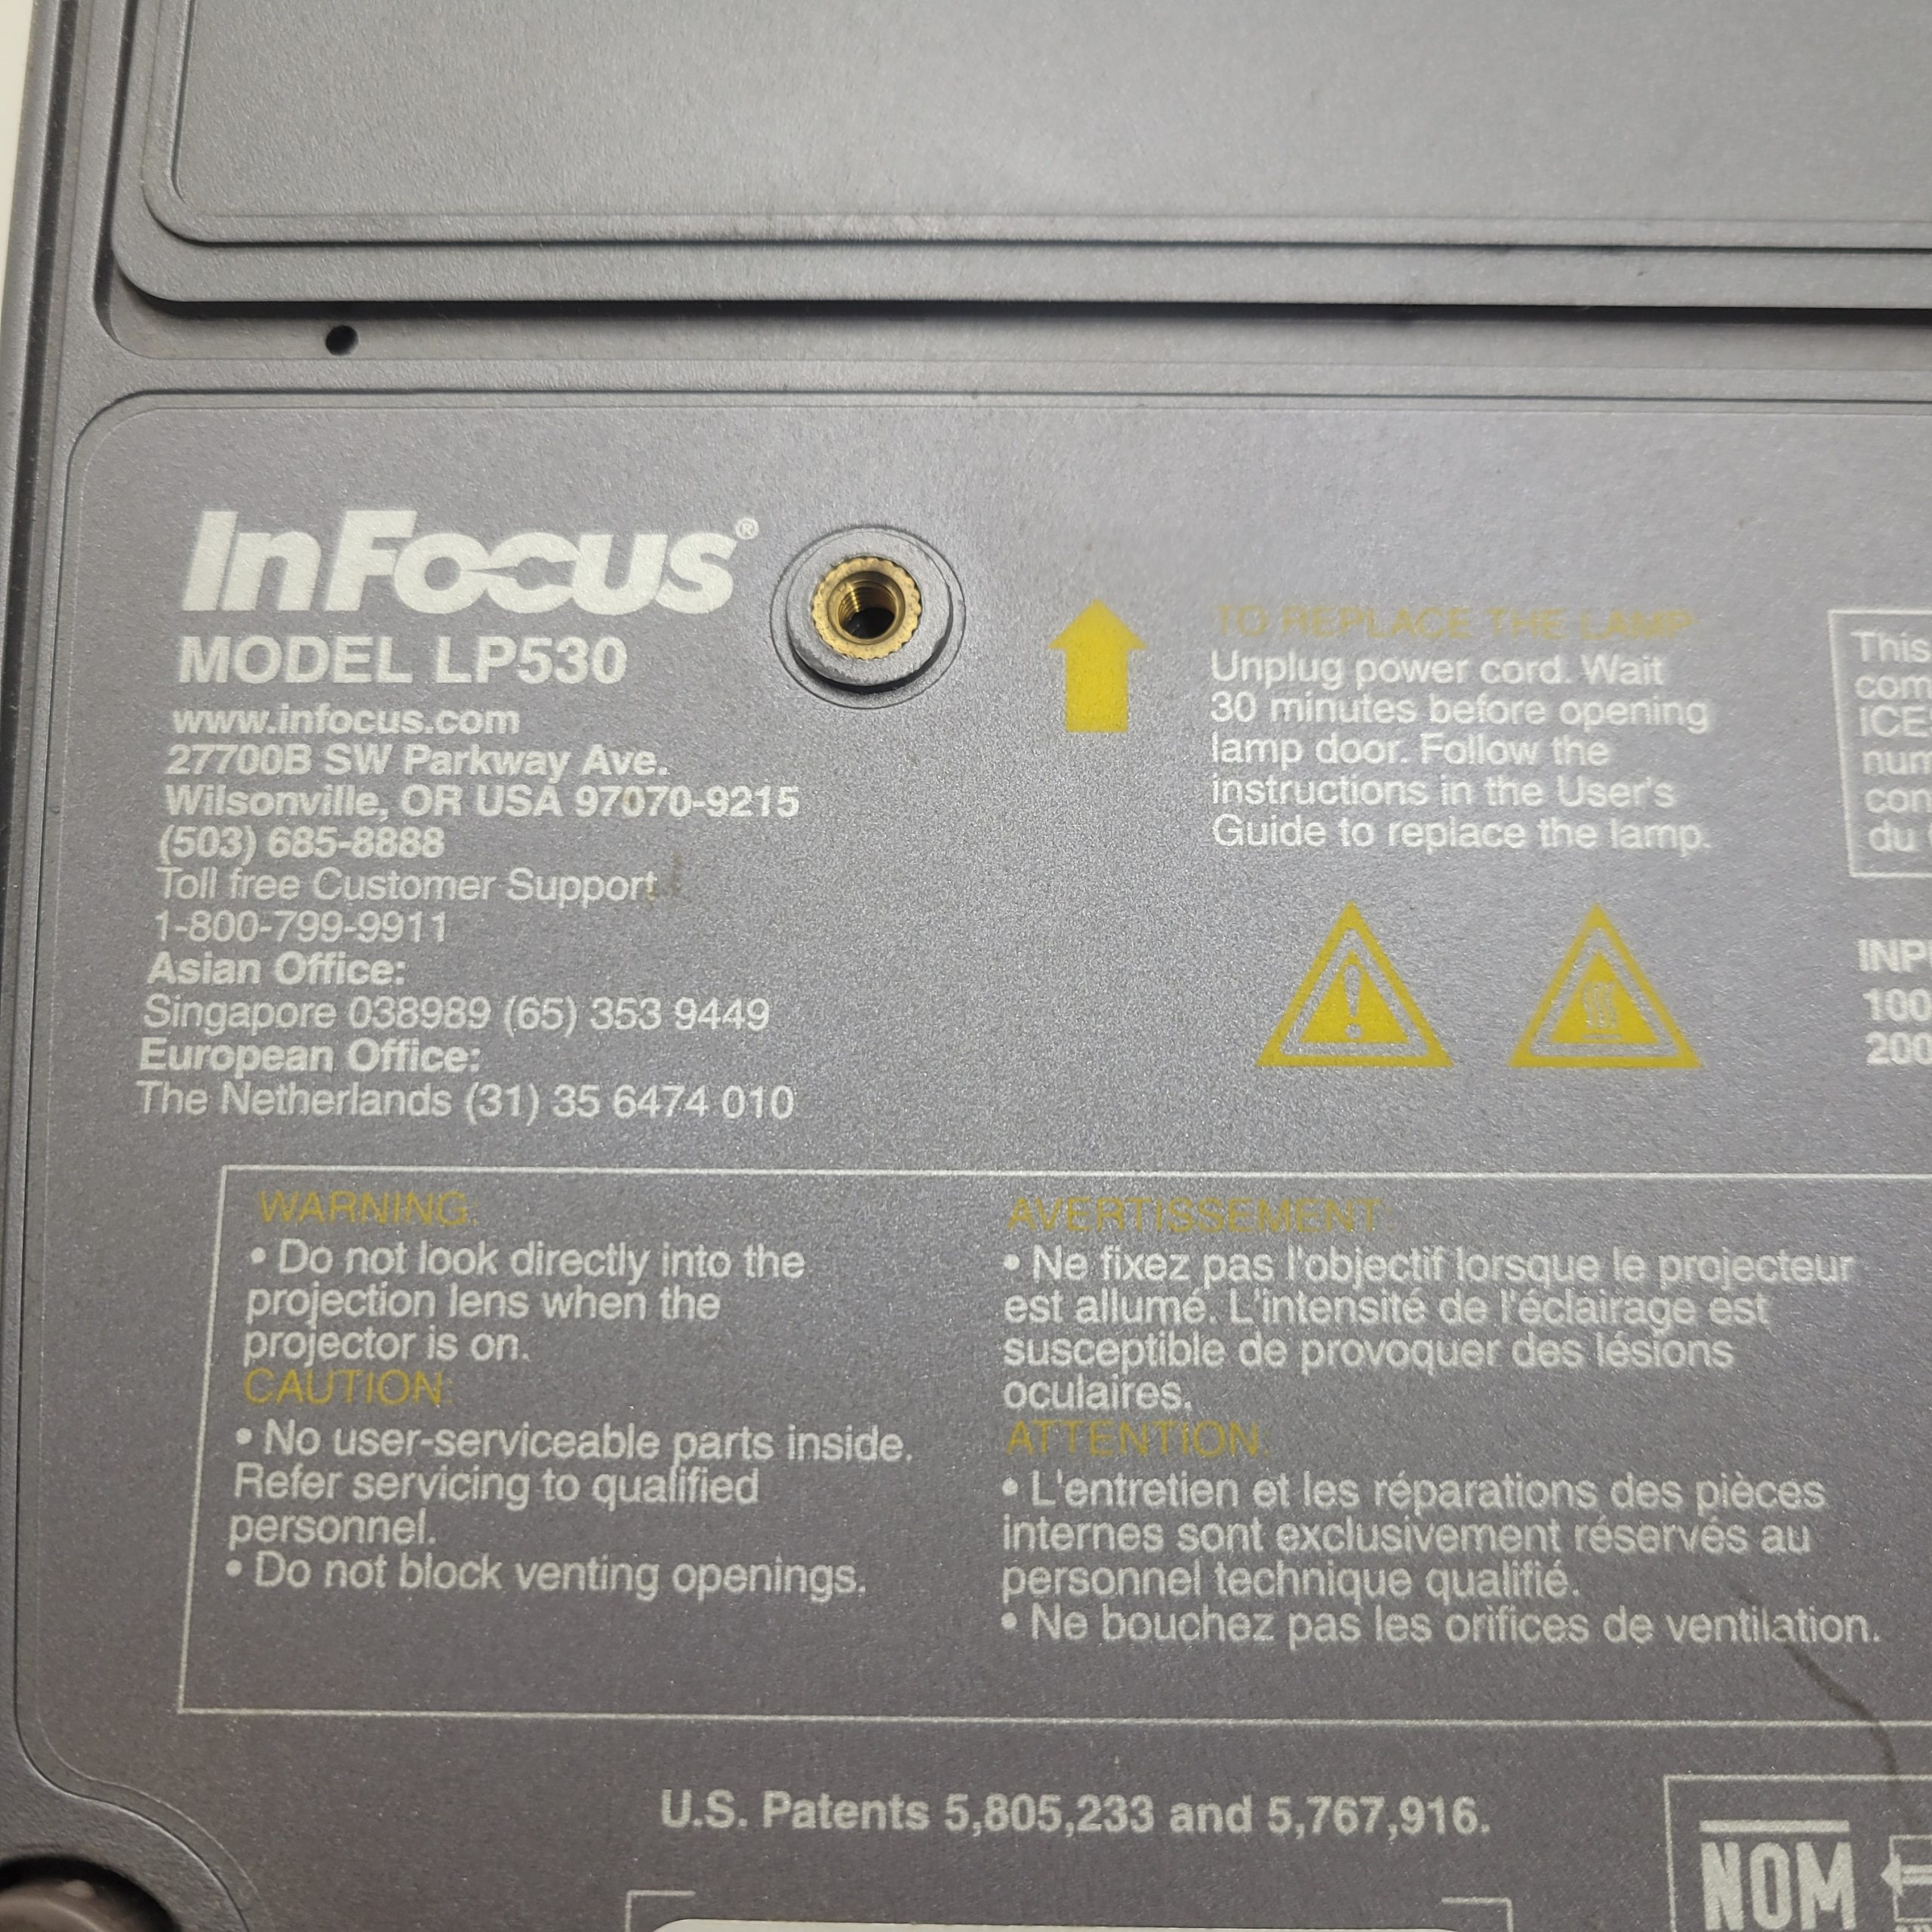 InFocus®
MODEL LP530
www.infocus.com
27700B SW Parkway Ave.
Wilsonville, OR USA 97070-9215
(503) 685-8888
Toll free Customer Support
1-800-799-9911
Asian Office:
Singapore 038989 (65) 353 9449
European Office:
The Netherlands (31) 35 6474 010
TO REPLACE THE LAMP:
Unplug power cord. Wait
30 minutes before opening
lamp door. Follow the
instructions in the User's
Guide to replace the lamp.
This
ICE
du
100
200
WARNING:
• Do not look directly into the
projection lens when the
projector is on.
CAUTION:
• No user-serviceable parts inside.
Refer servicing to qualified
personnel.
• Do not block venting openings.
AVERTISSEMENT:
• Ne fixez pas l'objectif lorsque le projecteur
est allumé. L'intensité de l'éclairage est
susceptible de provoquer des lésions
oculaires.
ATTENTION:
• L'entretien et les réparations des pièces
internes sont exclusivement réservés au
personnel technique qualifié.
• Ne bouchez pas les orifices de ventilation.
U.S. Patents 5,805,233 and 5,767,916.
NOM